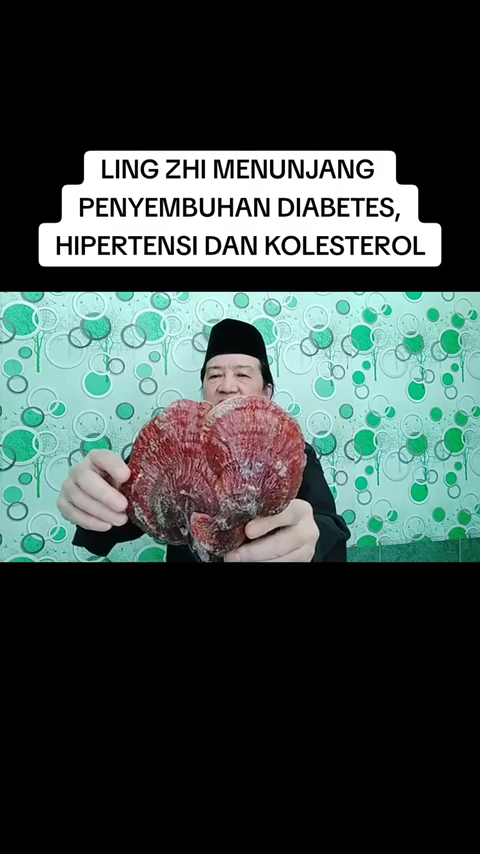 LING ZHI MENUNJANG
PENYEMBUHAN DIABETES,
HIPERTENSI DAN KOLESTEROL